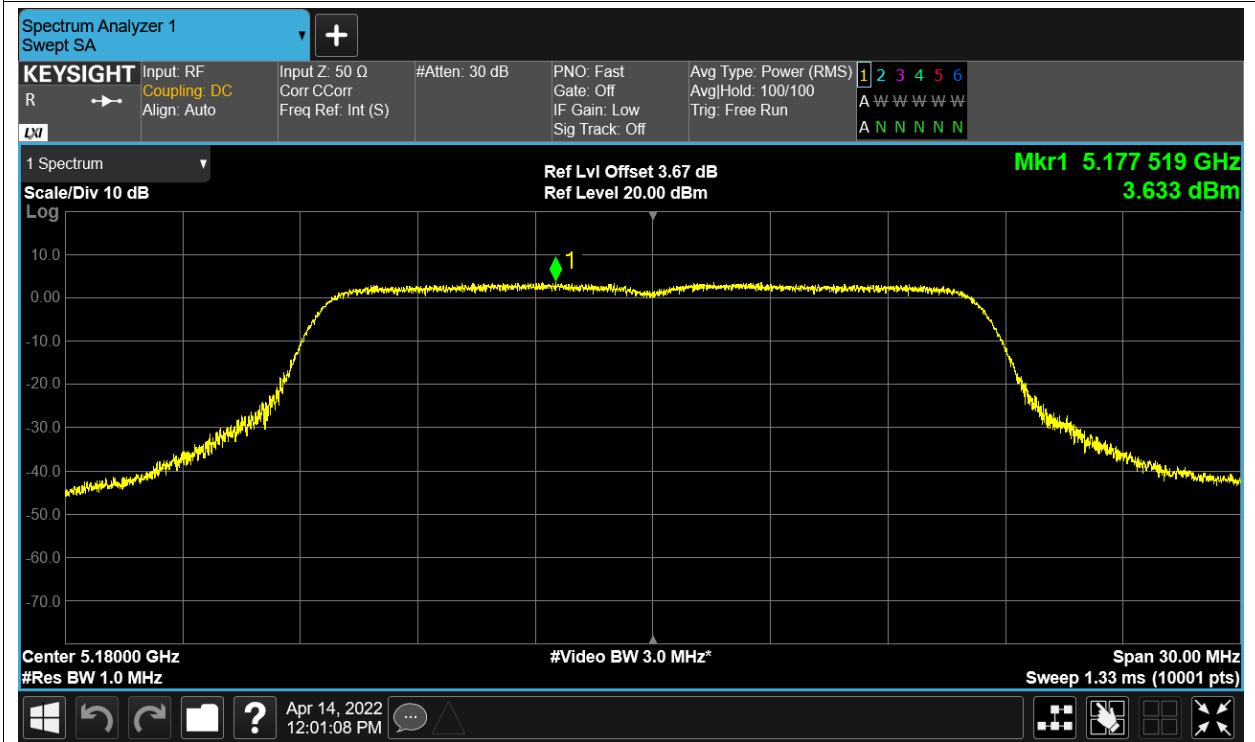 Spectrum Analyzer 1
Swept SA
KEYSIGHT Input: RF Input Z: 50 Ω #Atten: 30 dB PNO: Fast Avg Type: Power (RMS) 1 2 3 4 5 6
R Coupling: DC Corr CCorr Gate: Off Avg|Hold: 100/100 A W W W W W
Align: Auto Freq Ref: Int (S) IF Gain: Low Trig: Free Run
LXI Sig Track: Off A N N N N N
1 Spectrum Ref Lvl Offset 3.67 dB Mkr1 5.177 519 GHz
Scale/Div 10 dB Ref Level 20.00 dBm 3.633 dBm
Log
10.0
1
0.00
-10.0
-20.0
-30.0
-40.0
-50.0
-60.0
-70.0
Center 5.18000 GHz #Video BW 3.0 MHz* Span 30.00 MHz
#Res BW 1.0 MHz Sweep 1.33 ms (10001 pts)
? Apr 14, 2022
12:01:08 PM